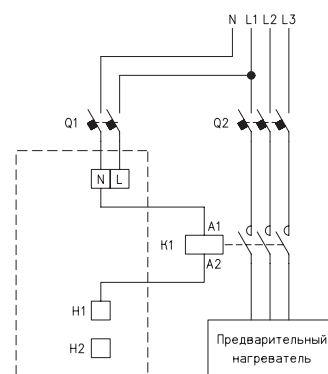 N L1 L2 L3
Q1 Q2
N L
A1
K1
A2
H1
H2
Предварительный
нагреватель